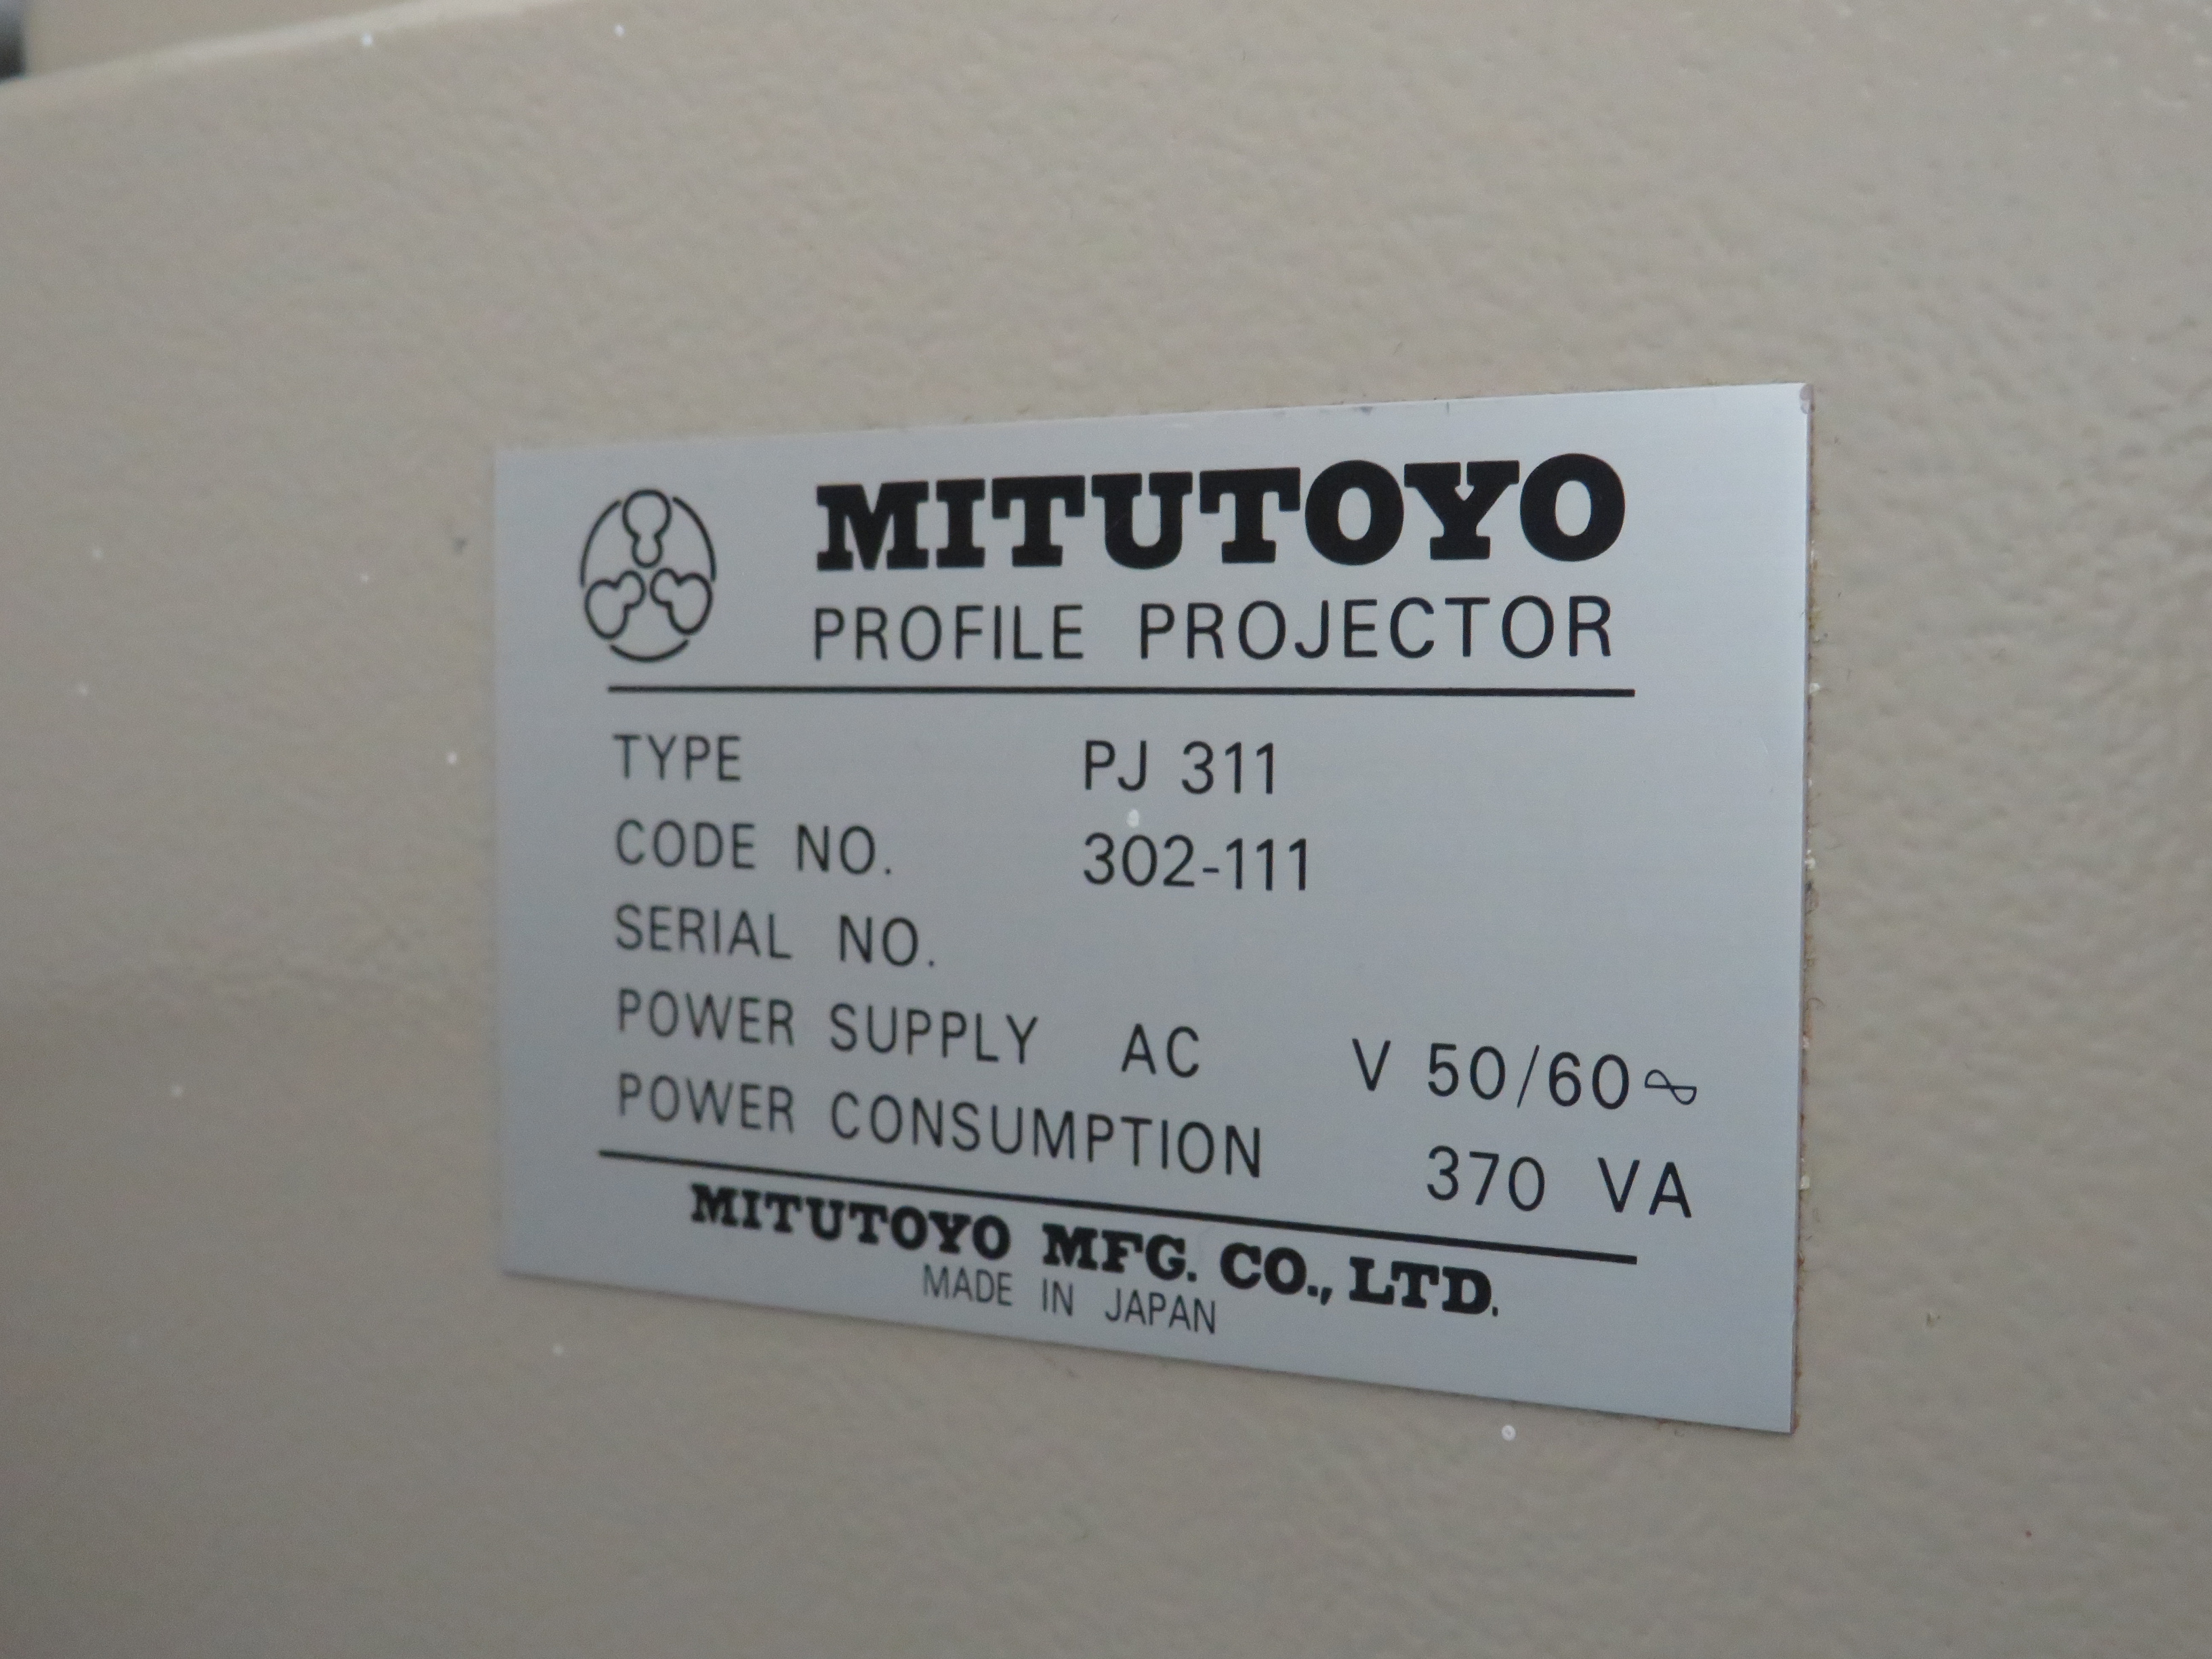 MITUTOYO
PROFILE PROJECTOR
TYPE PJ 311
CODE NO. 302-111
SERIAL NO.
POWER SUPPLY AC V 50/60∿
POWER CONSUMPTION 370 VA
MITUTOYO MFG. CO., LTD.
MADE IN JAPAN